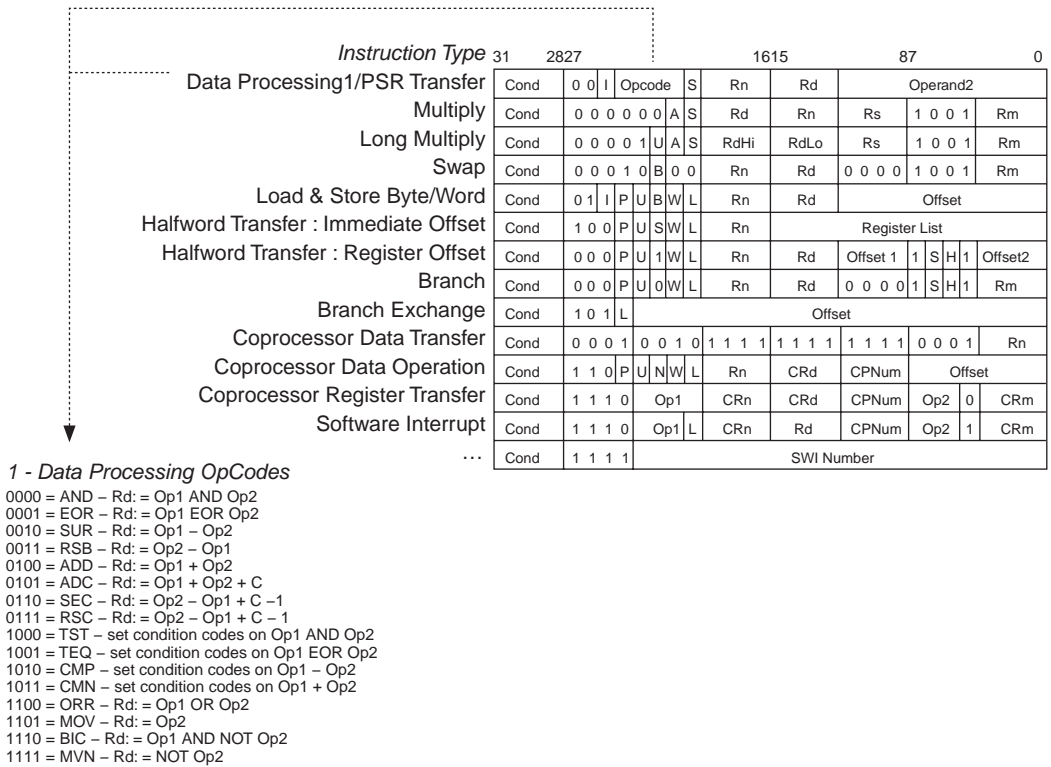 Instruction Type 31 2827 1615 87 0
Data Processing1/PSR Transfer Cond 0 0 I Opcode S Rn Rd Operand2
Multiply Cond 0 0 0 0 0 0 A S Rd Rn Rs 1 0 0 1 Rm
Long Multiply Cond 0 0 0 0 1 U A S RdHi RdLo Rs 1 0 0 1 Rm
Swap Cond 0 0 0 1 0 B 0 0 Rn Rd 0 0 0 0 1 0 0 1 Rm
Load & Store Byte/Word Cond 0 1 I P U B W L Rn Rd Offset
Halfword Transfer : Immediate Offset Cond 1 0 0 P U S W L Rn Register List
Halfword Transfer : Register Offset Cond 0 0 0 P U 1 W L Rn Rd Offset 1 1 S H 1 Offset2
Branch Cond 0 0 0 P U 0 W L Rn Rd 0 0 0 0 1 S H 1 Rm
Branch Exchange Cond 1 0 1 L Offset
Coprocessor Data Transfer Cond 0 0 0 1 0 0 1 0 1 1 1 1 1 1 1 1 1 1 1 1 0 0 0 1 Rn
Coprocessor Data Operation Cond 1 1 0 P U N W L Rn CRd CPNum Offset
Coprocessor Register Transfer Cond 1 1 1 0 Op1 CRn CRd CPNum Op2 0 CRm
Software Interrupt Cond 1 1 1 0 Op1 L CRn Rd CPNum Op2 1 CRm
… Cond 1 1 1 1 SWI Number
1 - Data Processing OpCodes
0000 = AND – Rd: = Op1 AND Op2
0001 = EOR – Rd: = Op1 EOR Op2
0010 = SUR – Rd: = Op1 – Op2
0011 = RSB – Rd: = Op2 – Op1
0100 = ADD – Rd: = Op1 + Op2
0101 = ADC – Rd: = Op1 + Op2 + C
0110 = SEC – Rd: = Op2 – Op1 + C –1
0111 = RSC – Rd: = Op2 – Op1 + C – 1
1000 = TST – set condition codes on Op1 AND Op2
1001 = TEQ – set condition codes on Op1 EOR Op2
1010 = CMP – set condition codes on Op1 – Op2
1011 = CMN – set condition codes on Op1 + Op2
1100 = ORR – Rd: = Op1 OR Op2
1101 = MOV – Rd: = Op2
1110 = BIC – Rd: = Op1 AND NOT Op2
1111 = MVN – Rd: = NOT Op2